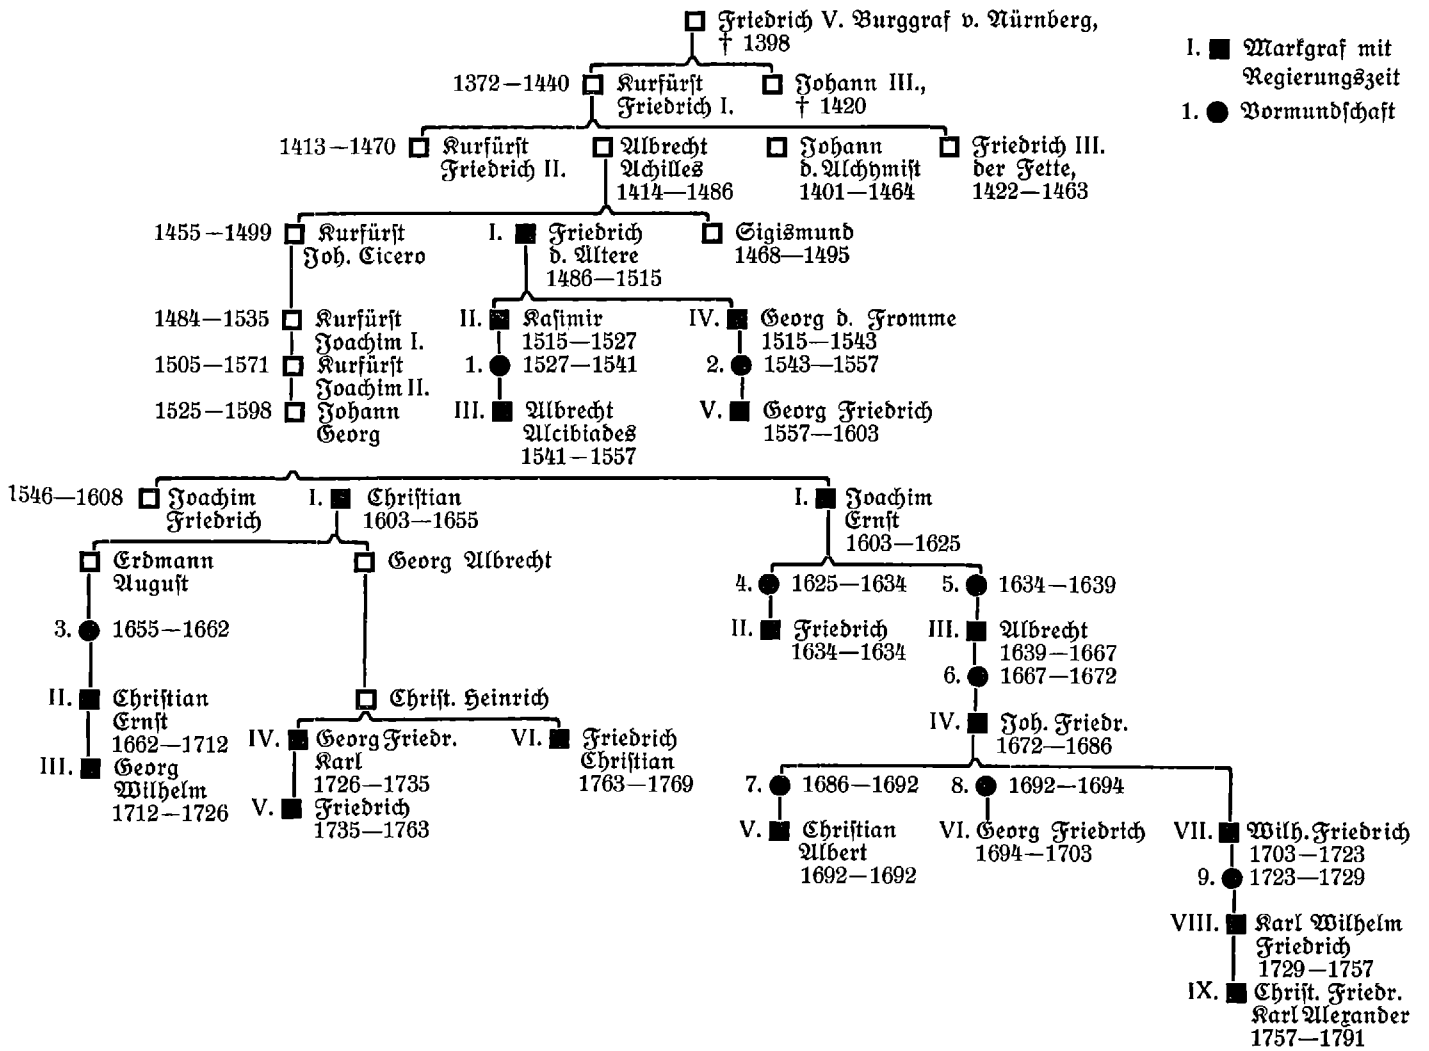 Friedrich V. Burggraf v. Nürnberg,
† 1398
I. Markgraf mit
Regierungszeit
1. Vormundschaft
1372—1440 Kurfürst
Friedrich I.
Johann III.,
† 1420
1413—1470 Kurfürst
Friedrich II.
Albrecht
Achilles
1414—1486
Johann
d. Alchymist
1401—1464
Friedrich III.
der Fette,
1422—1463
1455—1499 Kurfürst
Joh. Cicero
I. Friedrich
d. Ältere
1486—1515
Sigismund
1468—1495
1484—1535 Kurfürst
Joachim I.
1505—1571 Kurfürst
Joachim II.
1525—1598 Johann
Georg
II. Kasimir
1515—1527
1. 1527—1541
III. Albrecht
Alcibiades
1541—1557
IV. Georg d. Fromme
1515—1543
2. 1543—1557
V. Georg Friedrich
1557—1603
1546—1608 Joachim
Friedrich
I. Christian
1603—1655
I. Joachim
Ernst
1603—1625
Erdmann
August
Georg Albrecht
3. 1655—1662
II. Christian
Ernst
1662—1712
III. Georg
Wilhelm
1712—1726
Christ. Heinrich
IV. Georg Friedr.
Karl
1726—1735
V. Friedrich
1735—1763
VI. Friedrich
Christian
1763—1769
4. 1625—1634
II. Friedrich
1634—1634
5. 1634—1639
III. Albrecht
1639—1667
6. 1667—1672
IV. Joh. Friedr.
1672—1686
7. 1686—1692
V. Christian
Albert
1692—1692
8. 1692—1694
VI. Georg Friedrich
1694—1703
VII. Wilh. Friedrich
1703—1723
9. 1723—1729
VIII. Karl Wilhelm
Friedrich
1729—1757
IX. Christ. Friedr.
Karl Alexander
1757—1791